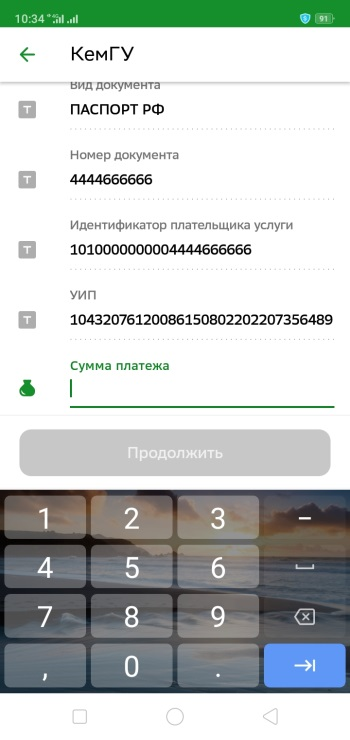 10:34 91
КемГУ
Вид документа
ПАСПОРТ РФ
Номер документа
4444666666
Идентификатор плательщика услуги
1010000000004444666666
УИП
10432076120086150802202207356489
Сумма платежа
Продолжить
1 2 3 –
4 5 6
7 8 9
, 0 .